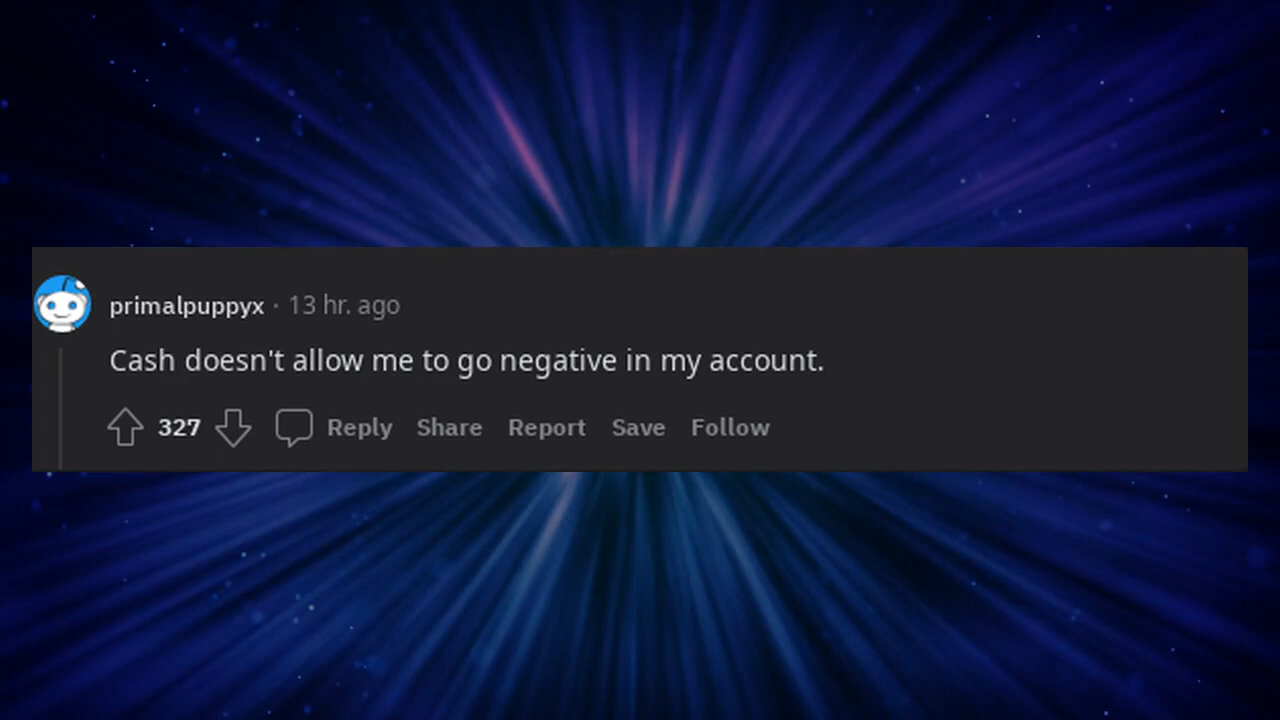 primalpuppyx · 13 hr. ago
Cash doesn't allow me to go negative in my account.
327 Reply Share Report Save Follow